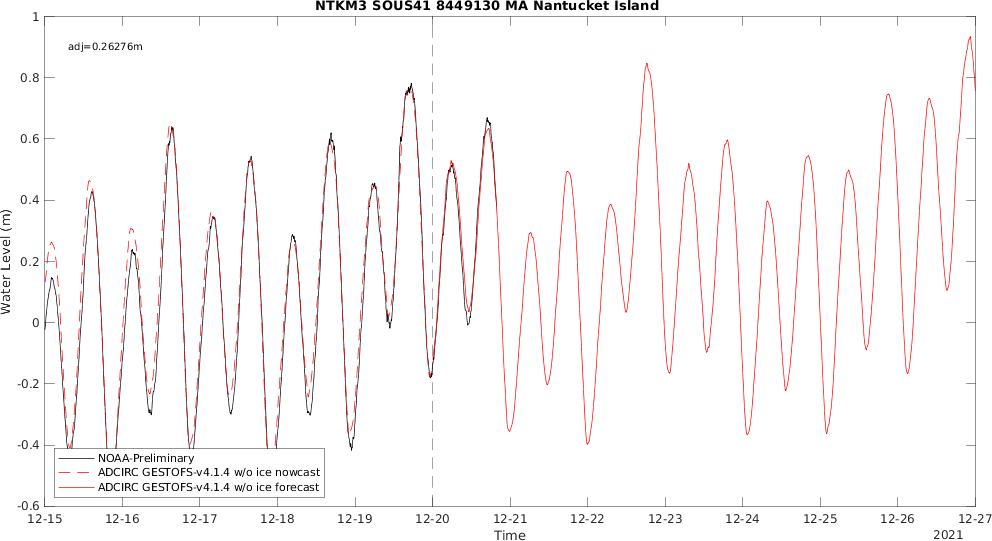 NTKM3 SOUS41 8449130 MA Nantucket Island
adj=0.26276m
Water Level (m)
1
0.8
0.6
0.4
0.2
0
-0.2
-0.4
-0.6
NOAA-Preliminary
ADCIRC GESTOFS-v4.1.4 w/o ice nowcast
ADCIRC GESTOFS-v4.1.4 w/o ice forecast
12-15 12-16 12-17 12-18 12-19 12-20 12-21 12-22 12-23 12-24 12-25 12-26 12-27
Time
2021